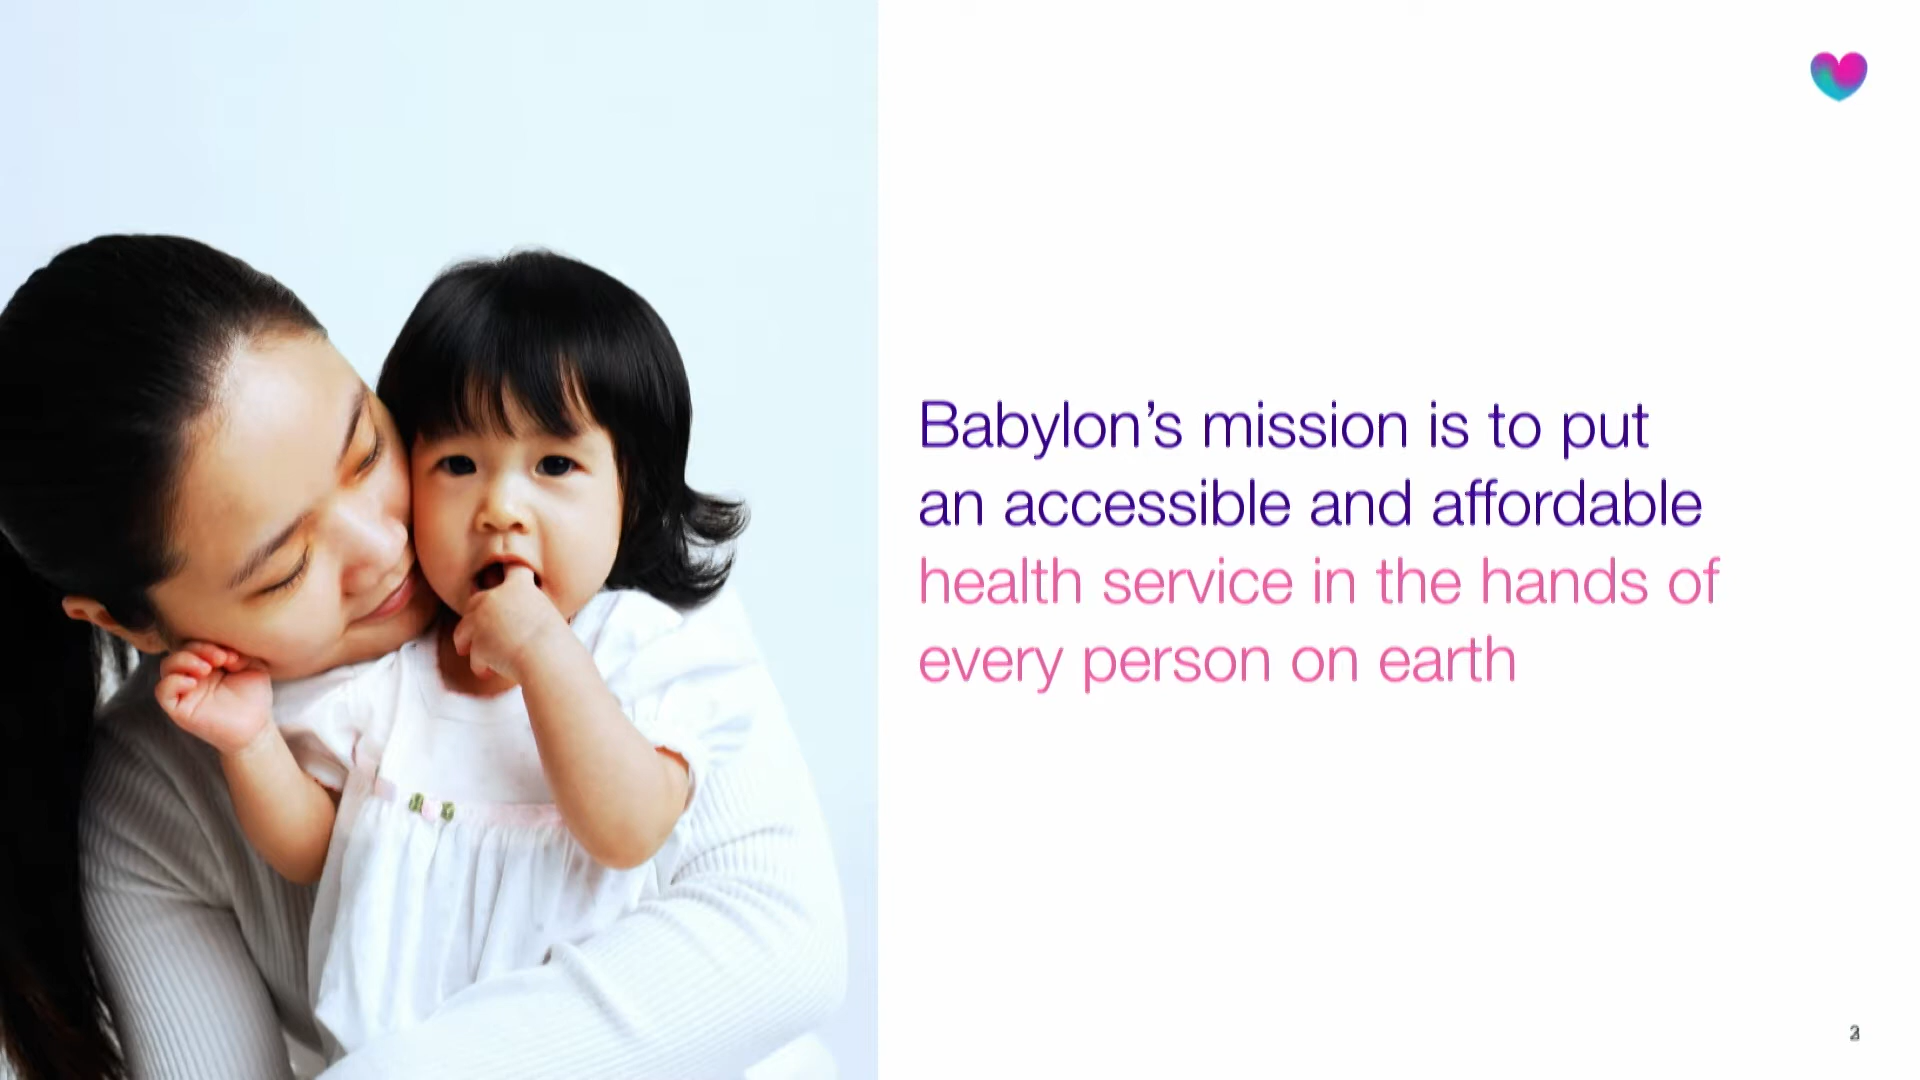 Babylon’s mission is to put
an accessible and affordable
health service in the hands of
every person on earth